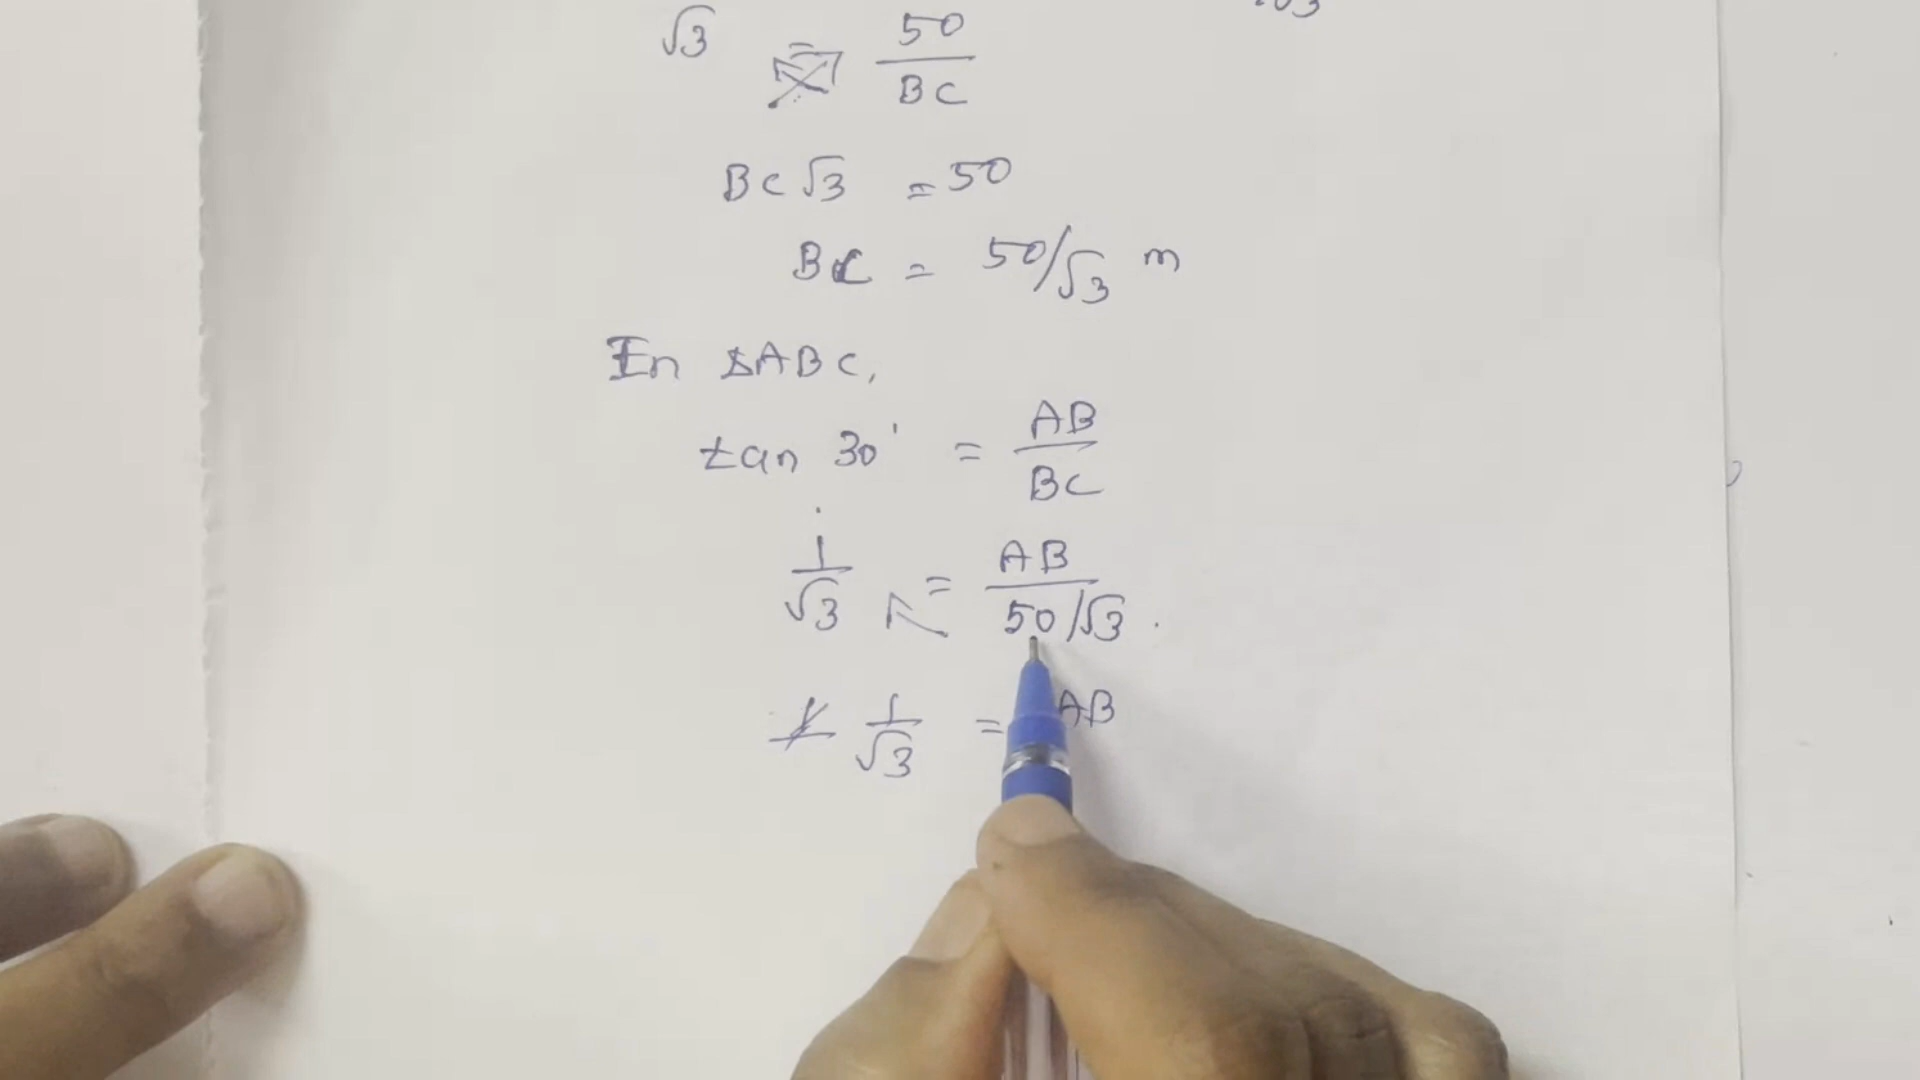 √3 = 50/BC
BC√3 = 50
BC = 50/√3 m
In ΔABC,
tan 30° = AB/BC
1/√3 = AB/50/√3
1/√3 = AB